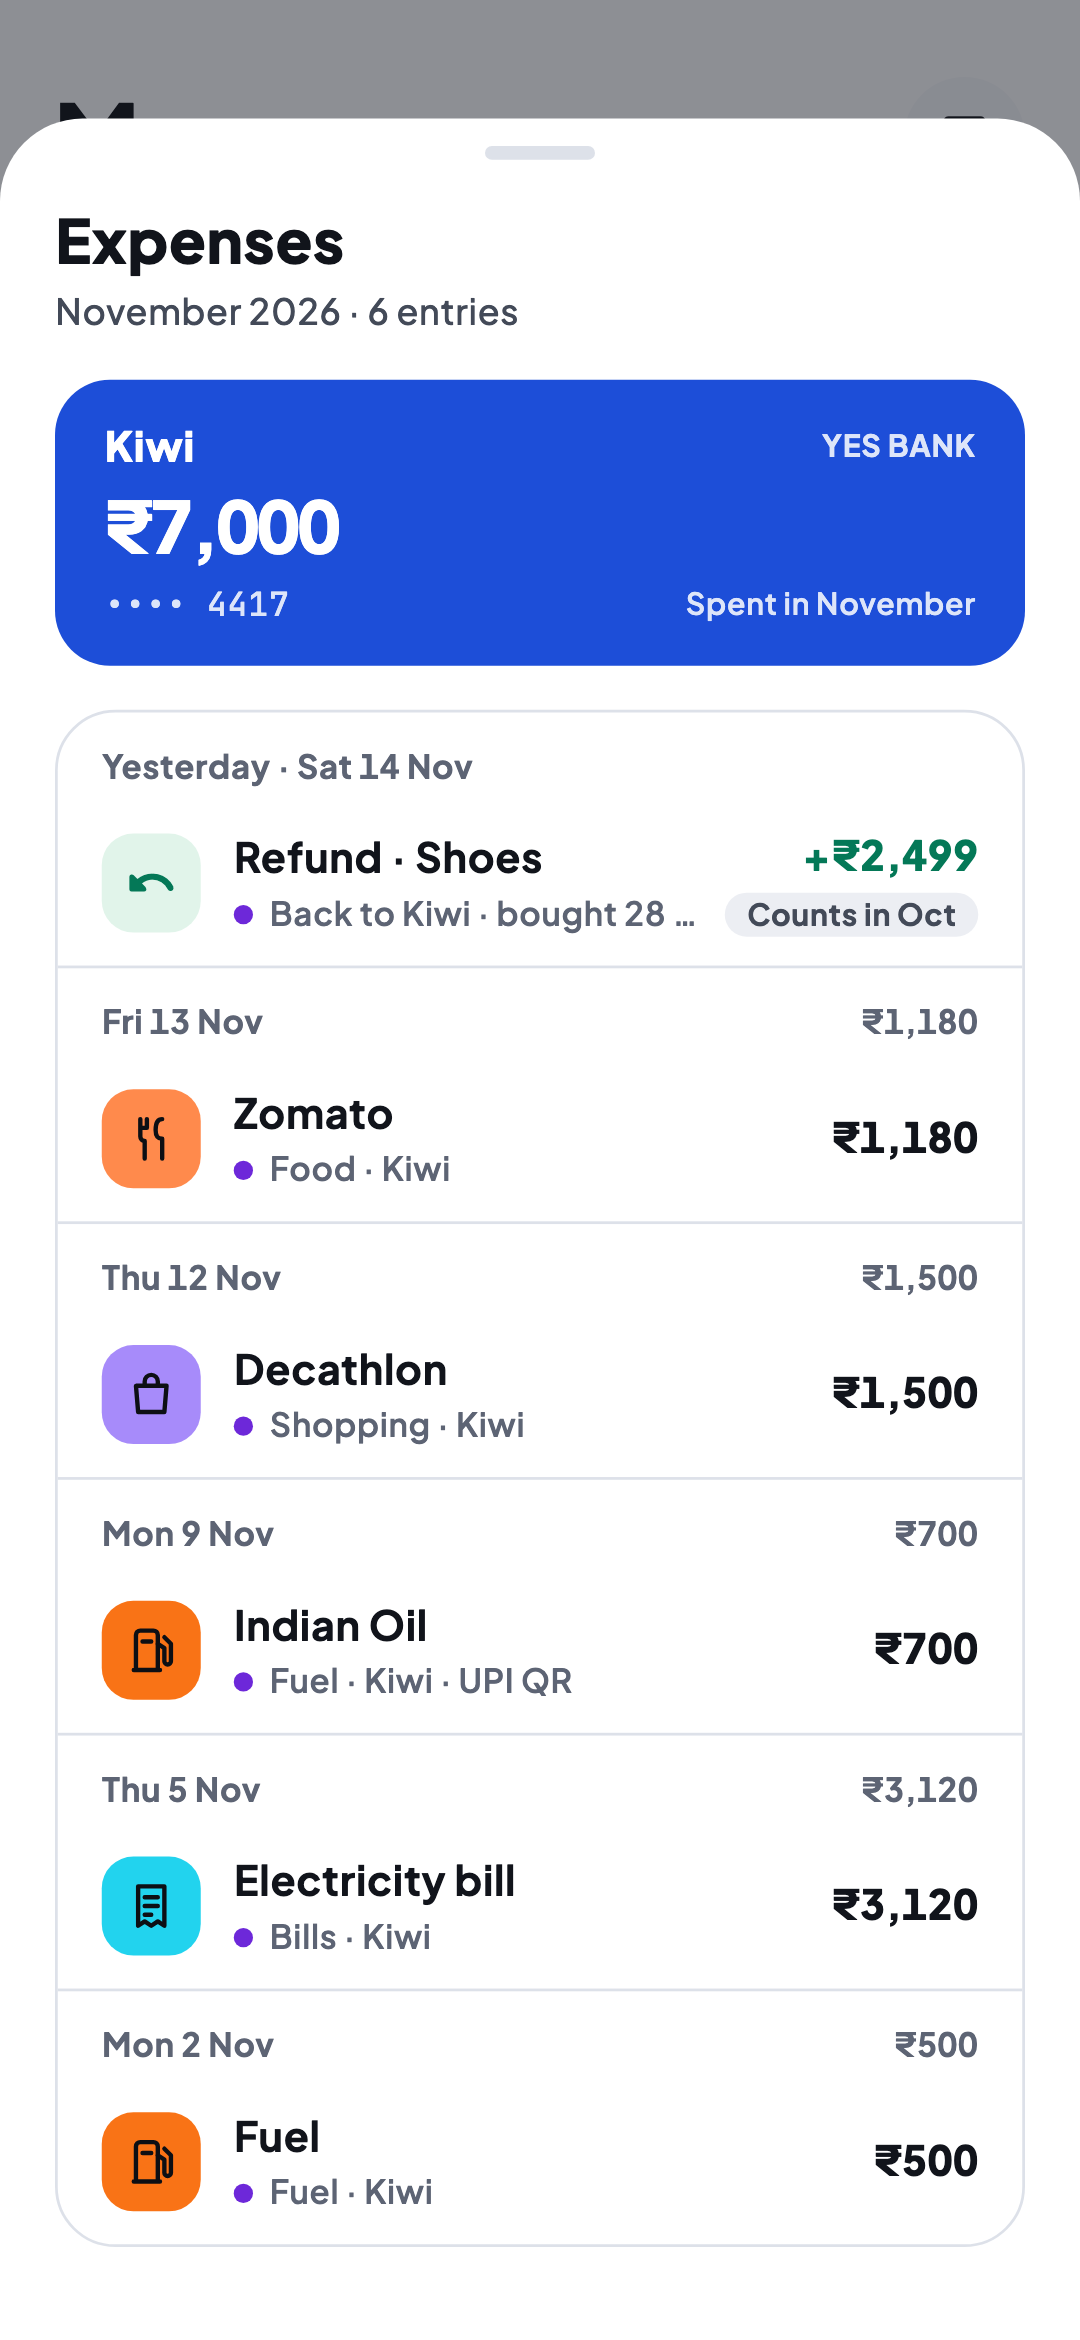 Expenses
November 2026 · 6 entries
Kiwi
YES BANK
₹7,000
•••• 4417
Spent in November
Yesterday · Sat 14 Nov
Refund · Shoes
+₹2,499
Back to Kiwi · bought 28 ...
Counts in Oct
Fri 13 Nov
₹1,180
Zomato
₹1,180
Food · Kiwi
Thu 12 Nov
₹1,500
Decathlon
₹1,500
Shopping · Kiwi
Mon 9 Nov
₹700
Indian Oil
₹700
Fuel · Kiwi · UPI QR
Thu 5 Nov
₹3,120
Electricity bill
₹3,120
Bills · Kiwi
Mon 2 Nov
₹500
Fuel
₹500
Fuel · Kiwi